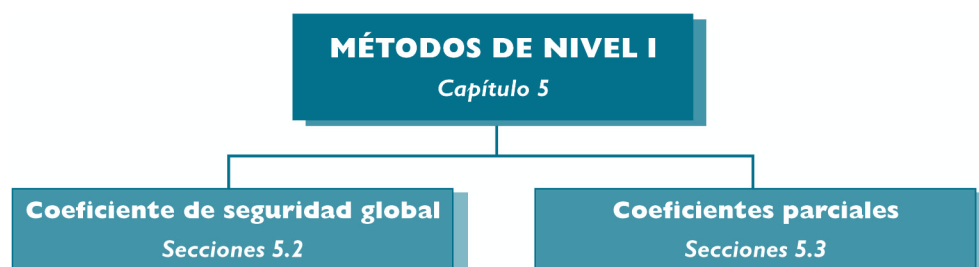 MÉTODOS DE NIVEL I
Capítulo 5
Coeficiente de seguridad global
Secciones 5.2
Coeficientes parciales
Secciones 5.3